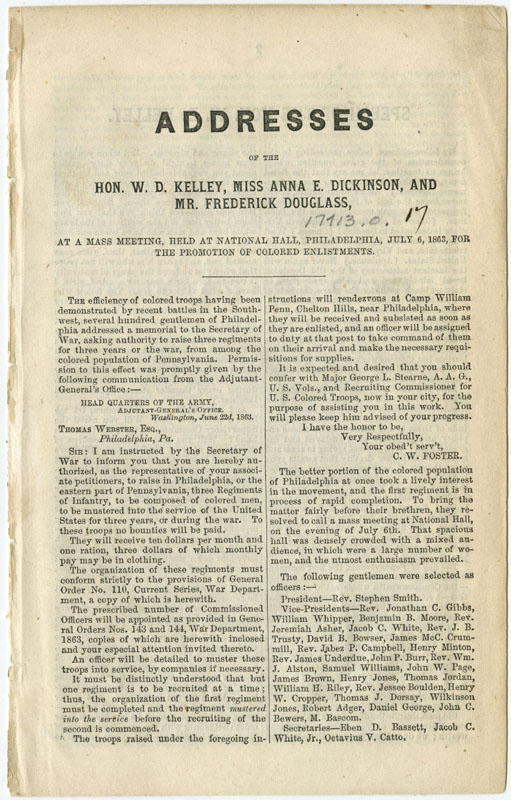 ADDRESSES
OF THE
HON. W. D. KELLEY, MISS ANNA E. DICKINSON, AND
MR. FREDERICK DOUGLASS,
17413.O. 17
AT A MASS MEETING, HELD AT NATIONAL HALL, PHILADELPHIA, JULY 6, 1863, FOR
THE PROMOTION OF COLORED ENLISTMENTS.
THE efficiency of colored troops having been
demonstrated by recent battles in the South-
west, several hundred gentlemen of Philadel-
phia addressed a memorial to the Secretary of
War, asking authority to raise three regiments
for three years or the war, from among the
colored population of Pennsylvania. Permis-
sion to this effect was promptly given by the
following communication from the Adjutant-
General's Office:—
HEAD QUARTERS OF THE ARMY,
ADJUTANT-GENERAL'S OFFICE.
Washington, June 22d, 1863.
THOMAS WEBSTER, ESQ.,
Philadelphia, Pa.
SIR: I am instructed by the Secretary of
War to inform you that you are hereby au-
thorized, as the representative of your associ-
ate petitioners, to raise in Philadelphia, or the
eastern part of Pennsylvania, three Regiments
of Infantry, to be composed of colored men,
to be mustered into the service of the United
States for three years, or during the war. To
these troops no bounties will be paid.
They will receive ten dollars per month and
one ration, three dollars of which monthly
pay may be in clothing.
The organization of these regiments must
conform strictly to the provisions of General
Order No. 110, Current Series, War Depart-
ment, a copy of which is herewith.
The prescribed number of Commissioned
Officers will be appointed as provided in Gene-
ral Orders Nos. 143 and 144, War Department,
1863, copies of which are herewith inclosed
and your especial attention invited thereto.
An officer will be detailed to muster these
troops into service, by companies if necessary.
It must be distinctly understood that but
one regiment is to be recruited at a time;
thus, the organization of the first regiment
must be completed and the regiment mustered
into the service before the recruiting of the
second is commenced.
The troops raised under the foregoing in-
structions will rendezvous at Camp William
Penn, Chelton Hills, near Philadelphia, where
they will be received and subsisted as soon as
they are enlisted, and an officer will be assigned
to duty at that post to take command of them
on their arrival and make the necessary requi-
sitions for supplies.
It is expected and desired that you should
confer with Major George L. Stearns, A. A. G.,
U. S. Vols., and Recruiting Commissioner for
U. S. Colored Troops, now in your city, for the
purpose of assisting you in this work. You
will please keep him advised of your progress.
I have the honor to be,
Very Respectfully,
Your obed't serv't,
C. W. FOSTER.
The better portion of the colored population
of Philadelphia at once took a lively interest
in the movement, and the first regiment is in
process of rapid completion. To bring the
matter fairly before their brethren, they re-
solved to call a mass meeting at National Hall,
on the evening of July 6th. That spacious
hall was densely crowded with a mixed au-
dience, in which were a large number of wo-
men, and the utmost enthusiasm prevailed.
The following gentlemen were selected as
officers:—
President—Rev. Stephen Smith.
Vice-Presidents—Rev. Jonathan C. Gibbs,
William Whipper, Benjamin B. Moore, Rev.
Jeremiah Asher, Jacob C. White, Rev. J. B.
Trusty, David B. Bowser, James McC. Crum-
mill, Rev. Jabez P. Campbell, Henry Minton,
Rev. James Underdue, John P. Burr, Rev. Wm.
J. Alston, Samuel Williams, John W. Page,
James Brown, Henry Jones, Thomas Jordan,
William H. Riley, Rev. Jessee Boulden, Henry
W. Cropper, Thomas J. Dorsay, Wilkinson
Jones, Robert Adger, Daniel George, John C.
Bewers, M. Bascom.
Secretaries—Eben D. Bassett, Jacob C.
White, Jr., Octavius V. Catto.